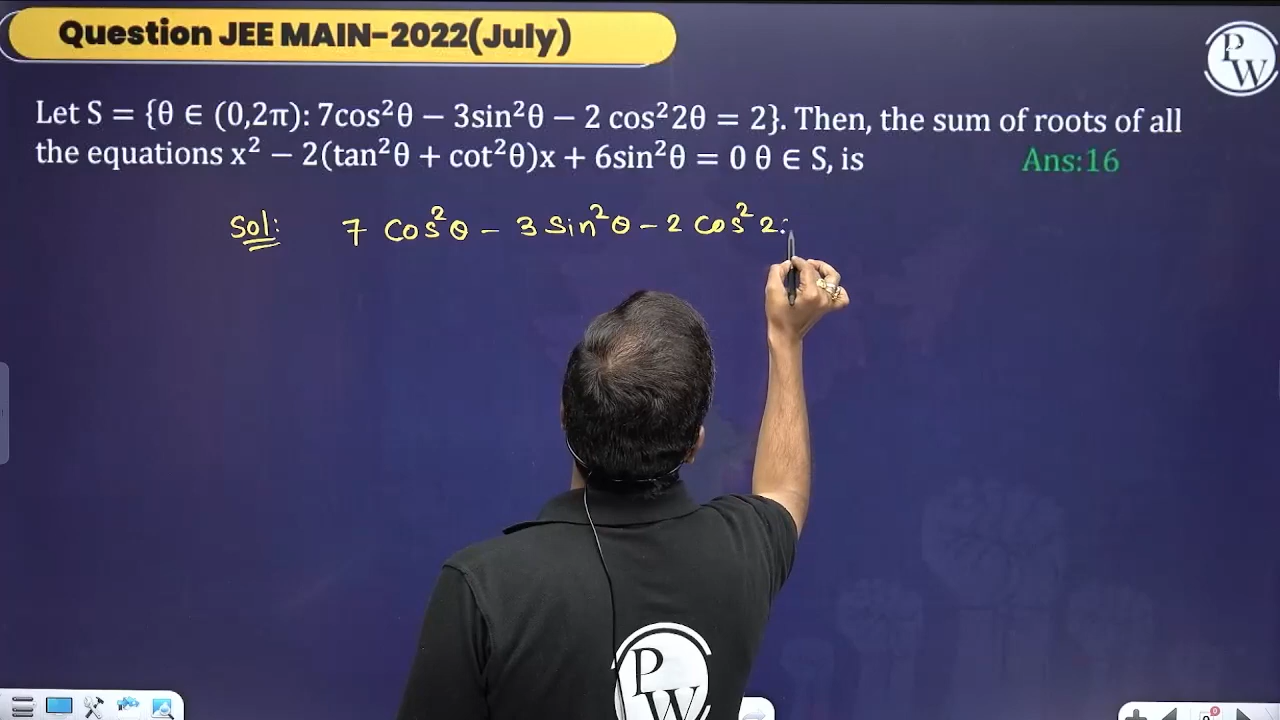 Question JEE MAIN-2022(July)
PW
Let S = {θ ∈ (0,2π): 7cos²θ − 3sin²θ − 2 cos²2θ = 2}. Then, the sum of roots of all
the equations x² − 2(tan²θ + cot²θ)x + 6sin²θ = 0 θ ∈ S, is
Ans:16
Sol: 7 Cos²θ − 3 Sin²θ − 2 Cos² 2
PW